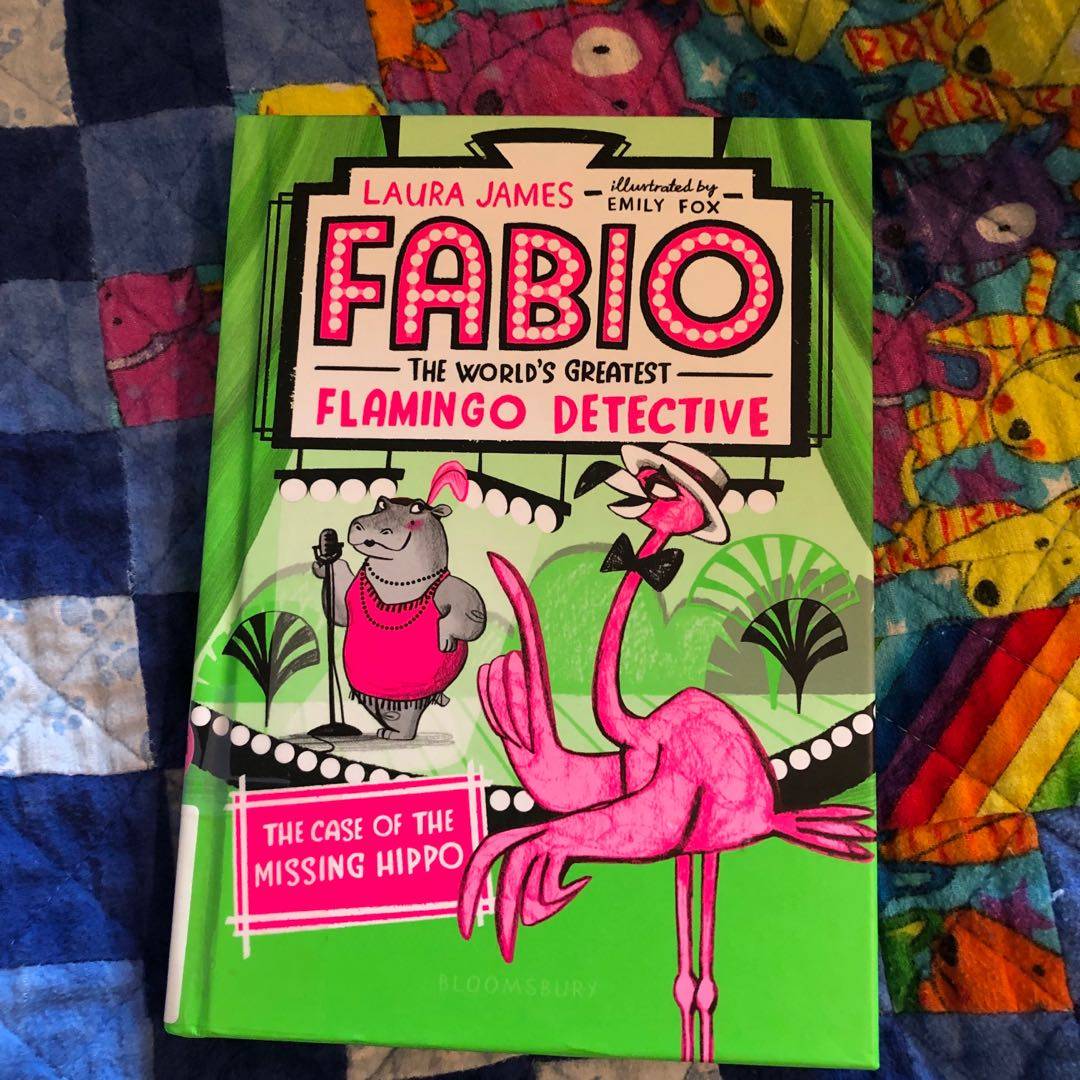 LAURA JAMES – illustrated by –
EMILY FOX
FABIO
THE WORLD'S GREATEST
FLAMINGO DETECTIVE
THE CASE OF THE
MISSING HIPPO
BLOOMSBURY